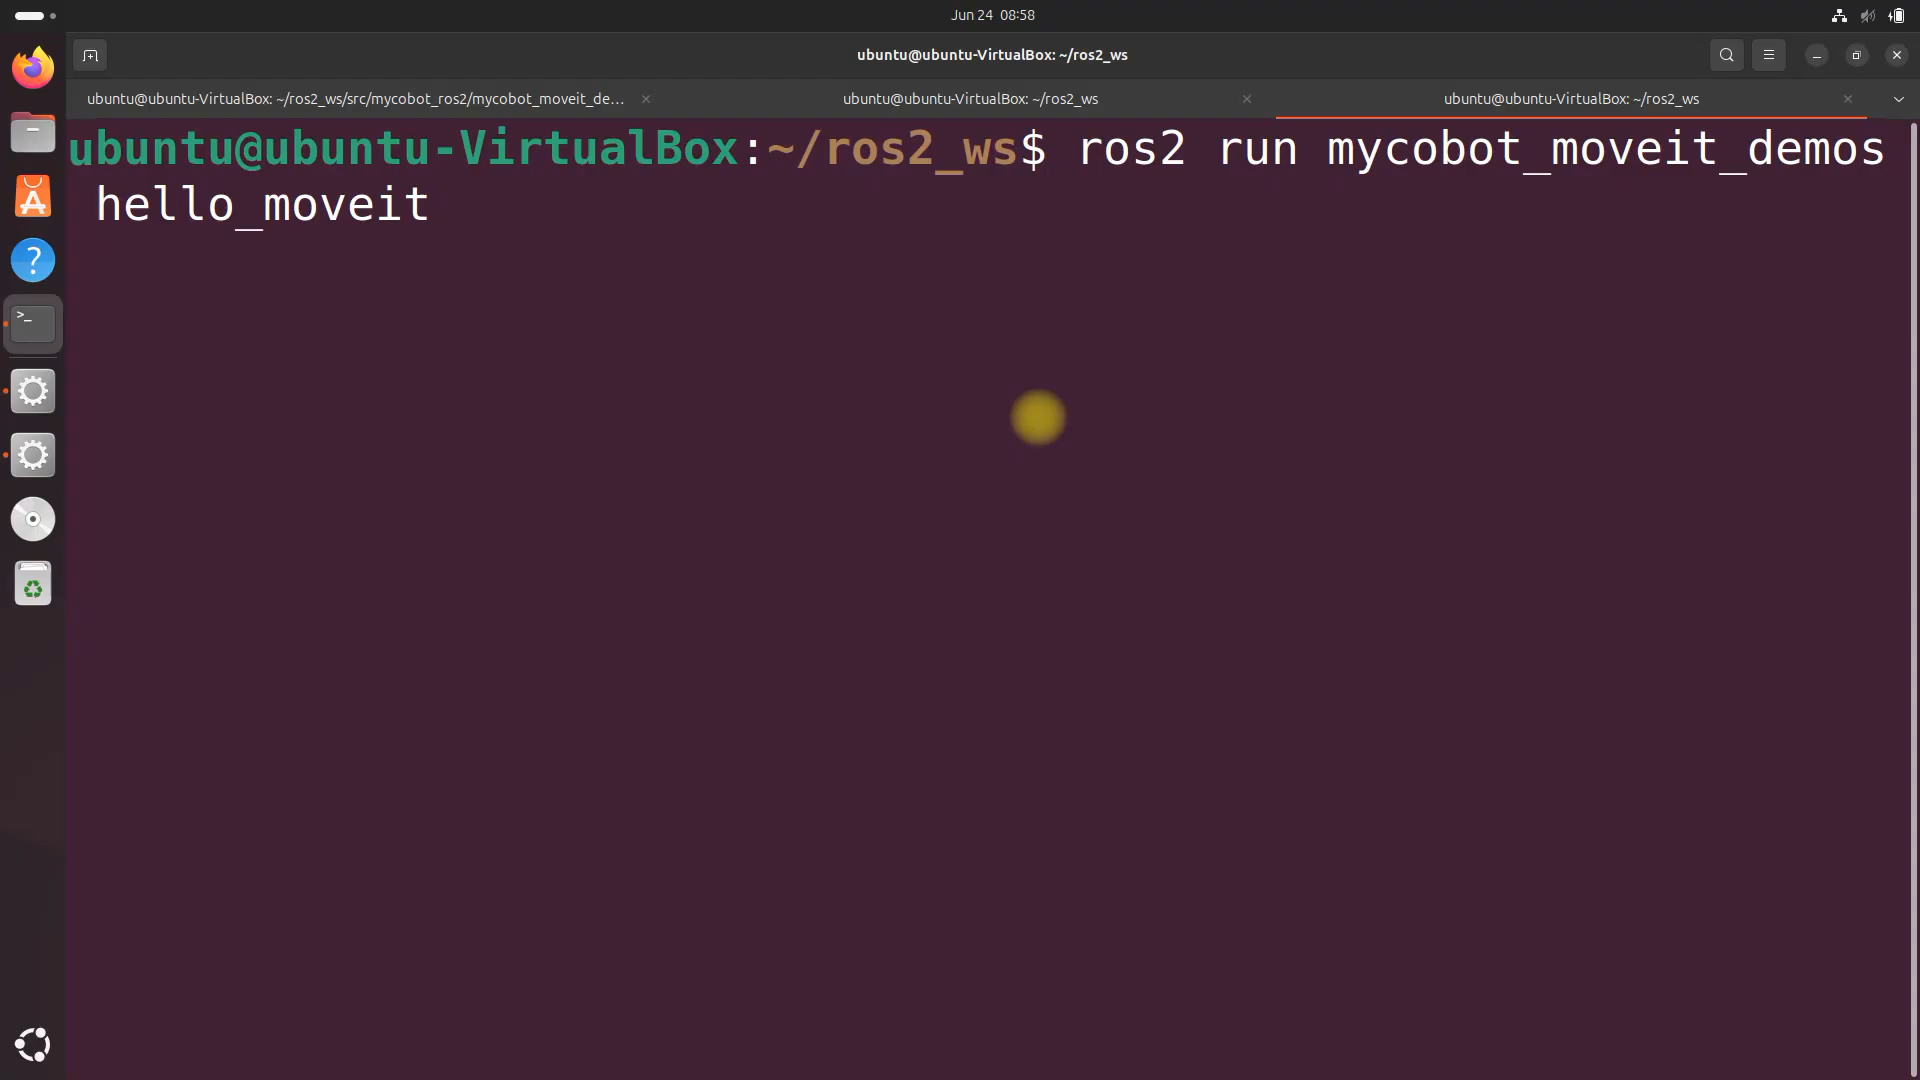 Jun 24 08:58
ubuntu@ubuntu-VirtualBox: ~/ros2_ws
ubuntu@ubuntu-VirtualBox: ~/ros2_ws/src/mycobot_ros2/mycobot_moveit_de...
ubuntu@ubuntu-VirtualBox: ~/ros2_ws
ubuntu@ubuntu-VirtualBox: ~/ros2_ws
ubuntu@ubuntu-VirtualBox:~/ros2_ws$ ros2 run mycobot_moveit_demos
hello_moveit